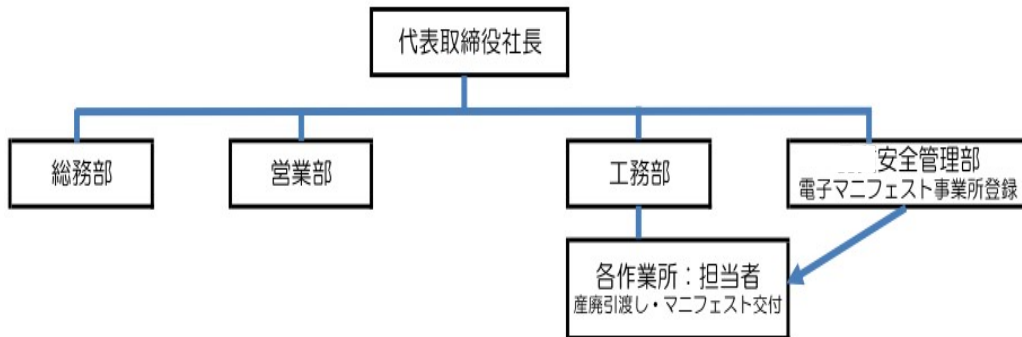 代表取締役社長
総務部
営業部
工務部
安全管理部
電子マニフェスト事業所登録
各作業所：担当者
産廃引渡し・マニフェスト交付